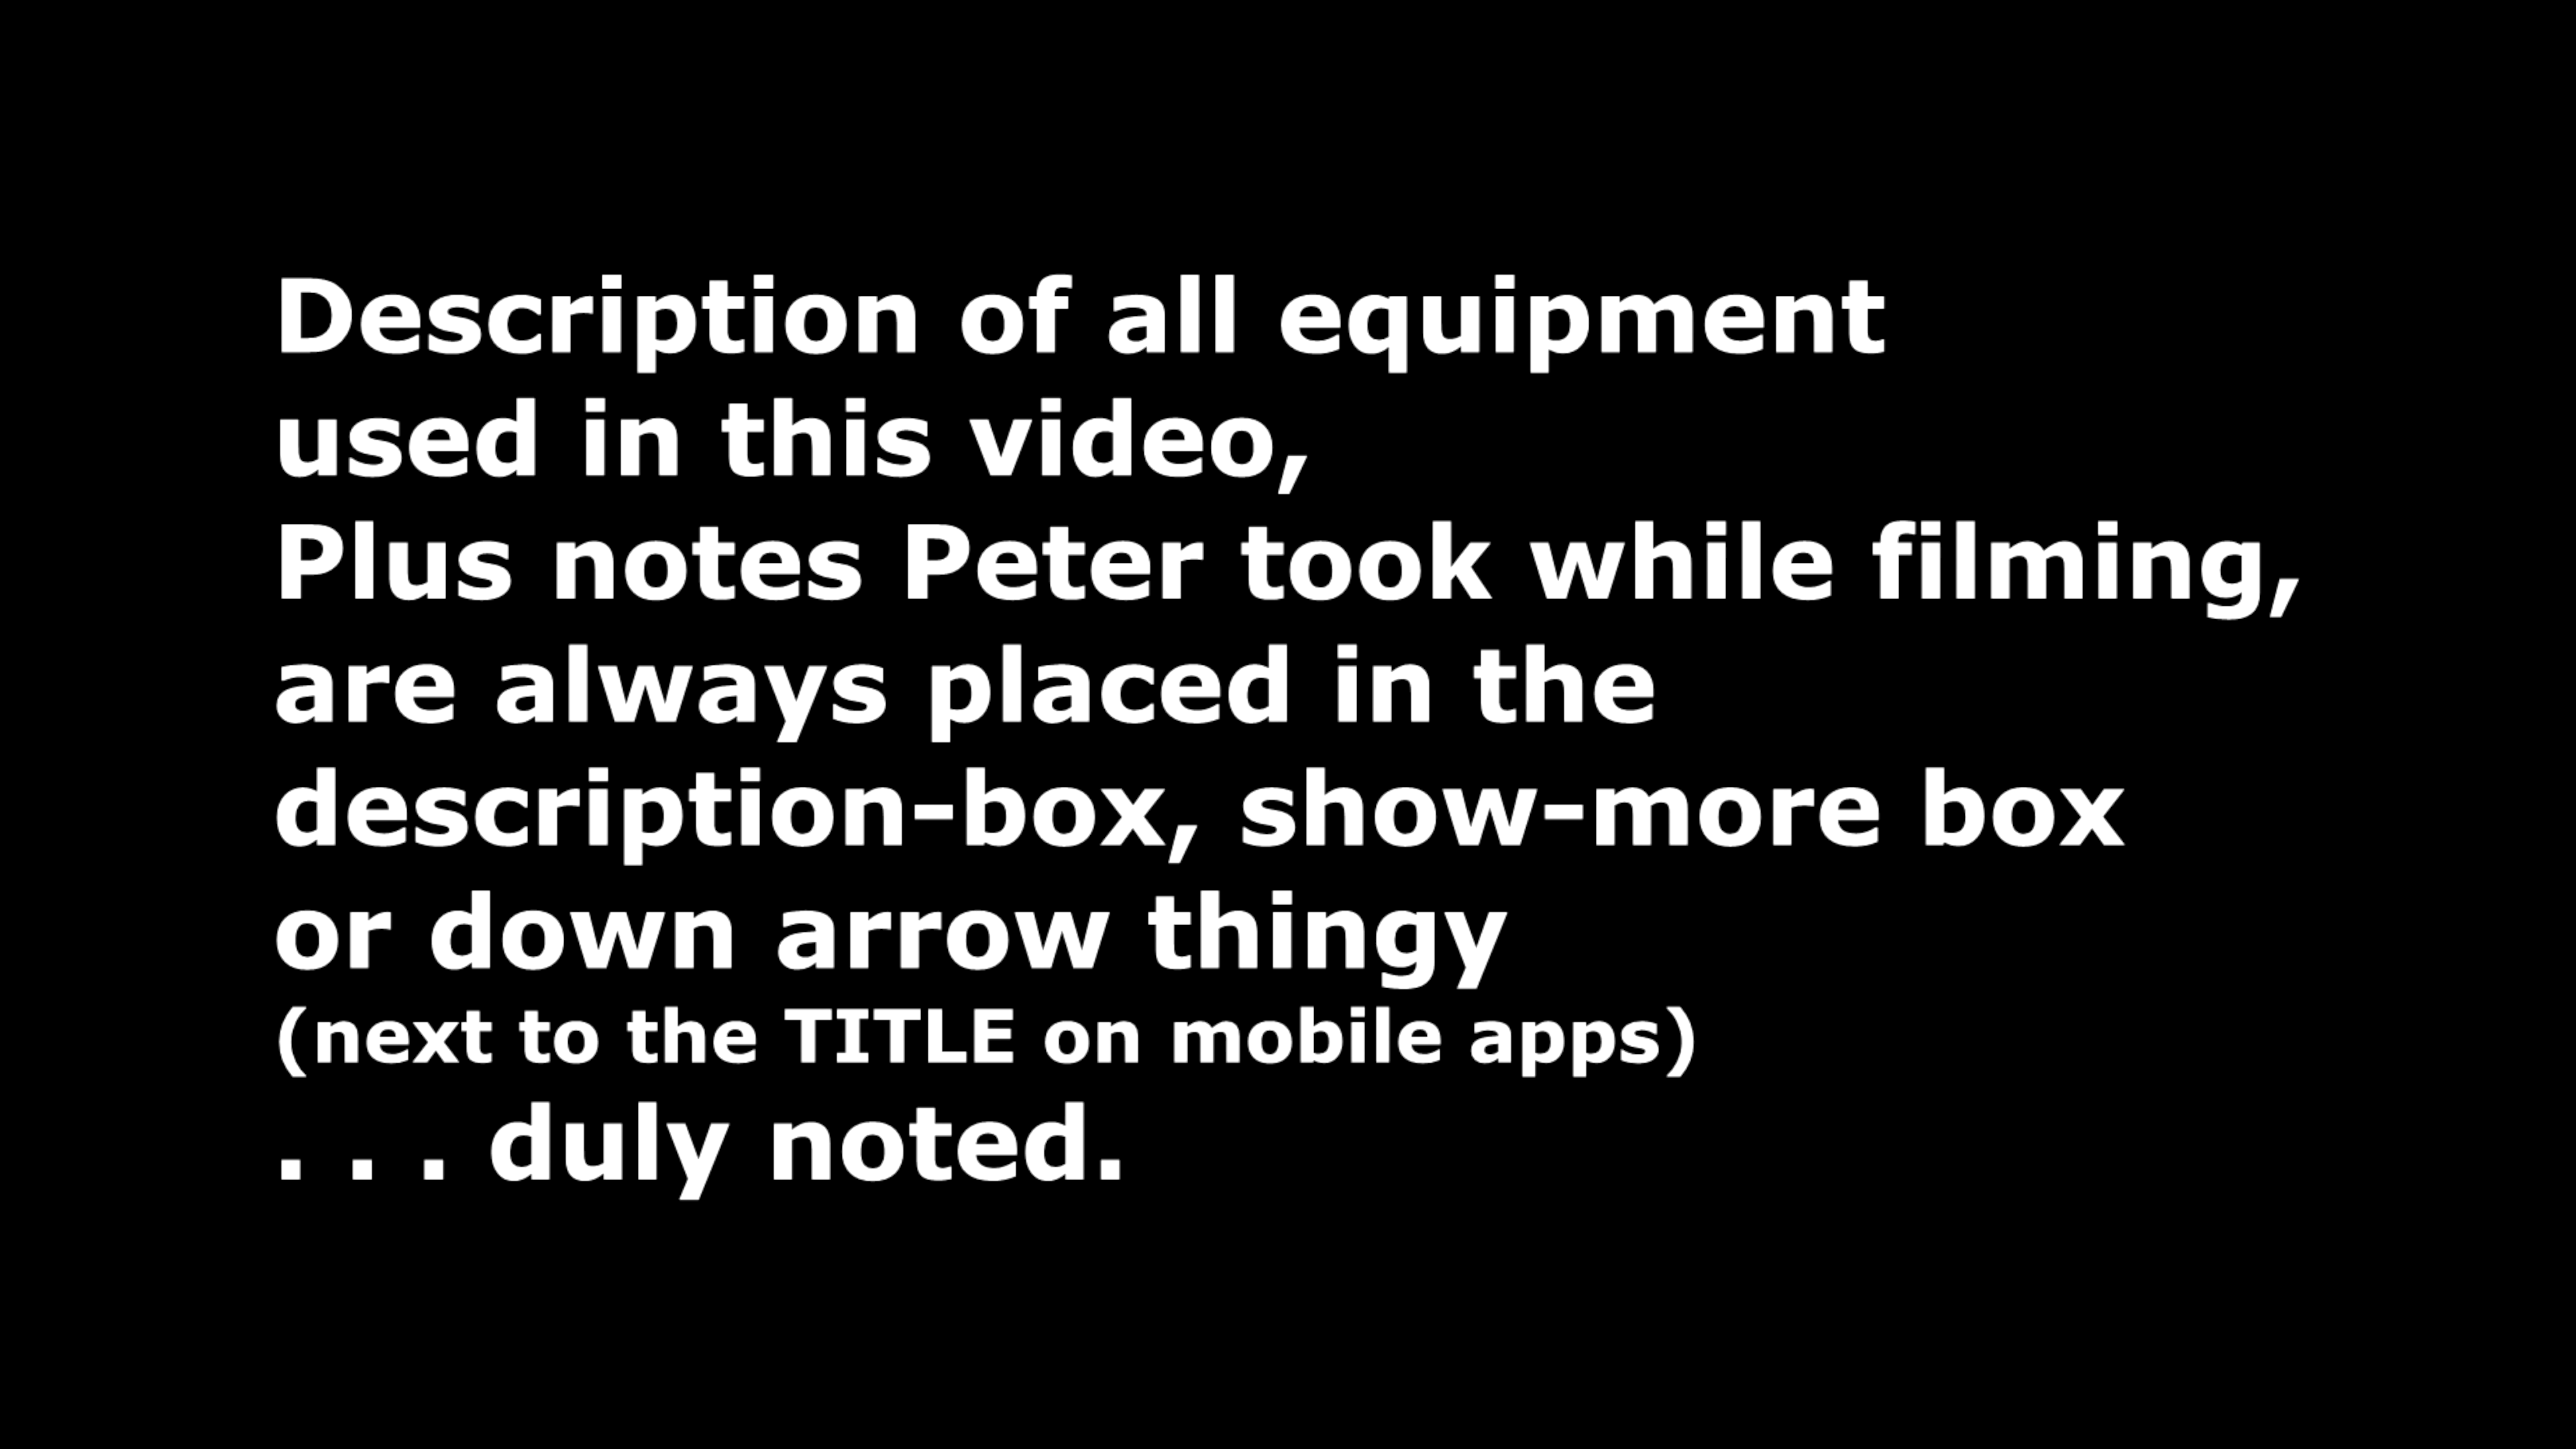 Description of all equipment
used in this video,
Plus notes Peter took while filming,
are always placed in the
description-box, show-more box
or down arrow thingy
(next to the TITLE on mobile apps)
. . . duly noted.